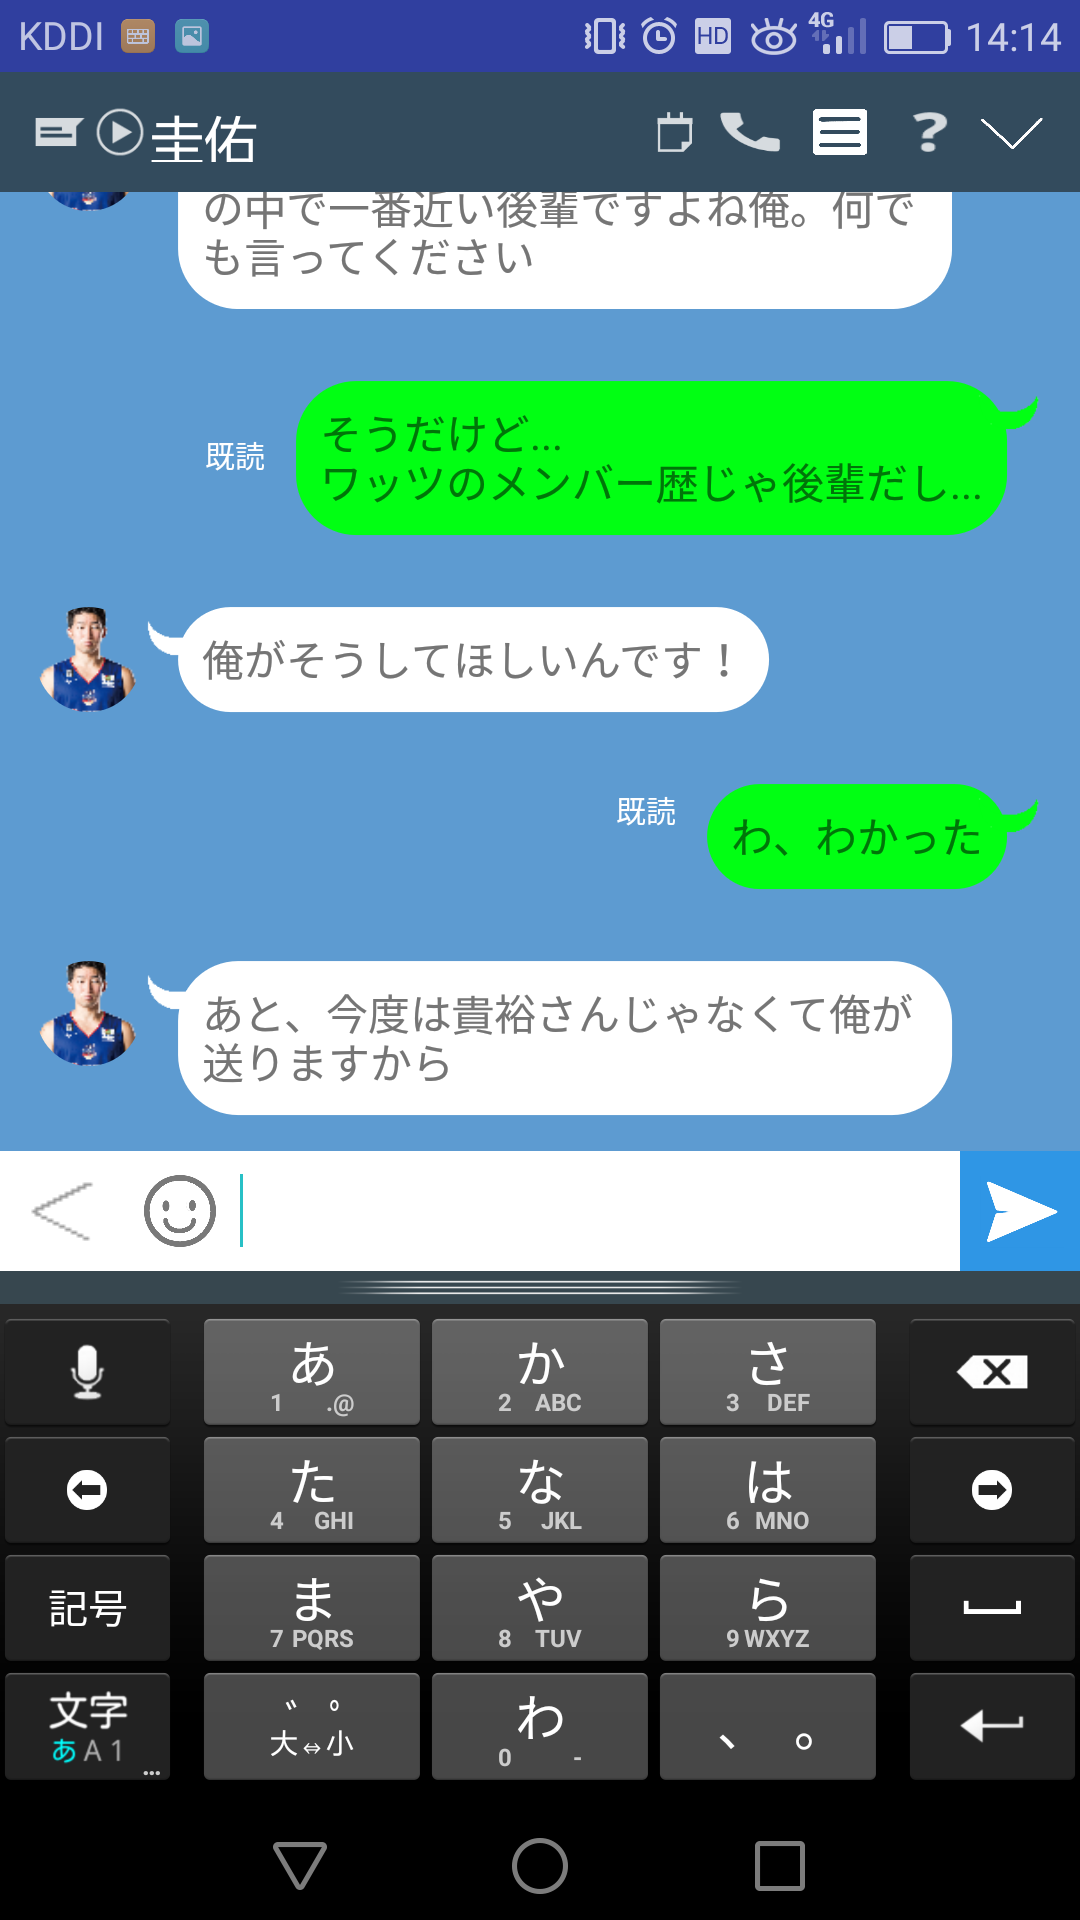 KDDI HD 4G 14:14
圭佑 ?
の中で一番近い後輩ですよね俺。何で
も言ってください
そうだけど...
ワッツのメンバー歴じゃ後輩だし...
既読
俺がそうしてほしいんです！
既読
わ、わかった
あと、今度は貴裕さんじゃなくて俺が
送りますから
あ か さ
1 .@ 2 ABC 3 DEF
た な は
4 GHI 5 JKL 6 MNO
記号 ま や ら
7 PQRS 8 TUV 9 WXYZ
文字 ゛ ゜ わ 、 。
あ A 1 ... 大⇔小 0 -